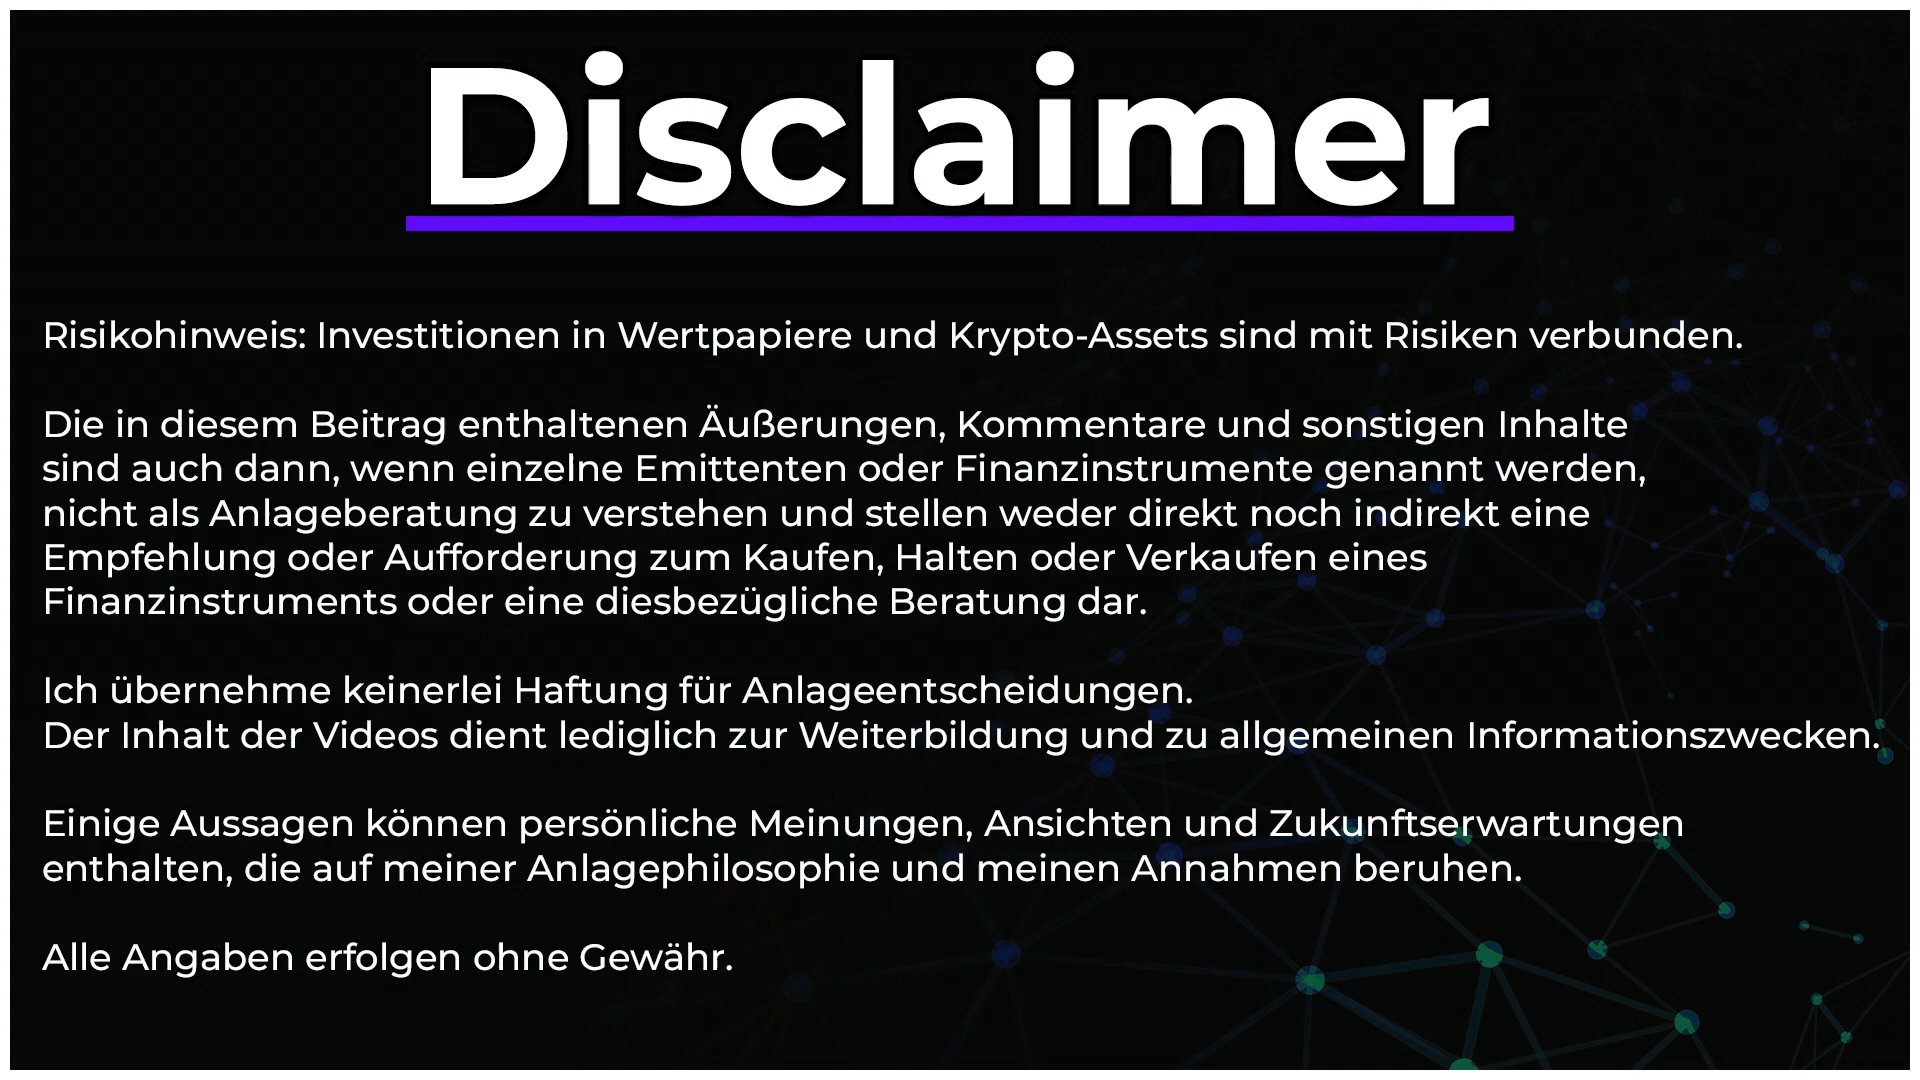 Disclaimer
Risikohinweis: Investitionen in Wertpapiere und Krypto-Assets sind mit Risiken verbunden.
Die in diesem Beitrag enthaltenen Äußerungen, Kommentare und sonstigen Inhalte
sind auch dann, wenn einzelne Emittenten oder Finanzinstrumente genannt werden,
nicht als Anlageberatung zu verstehen und stellen weder direkt noch indirekt eine
Empfehlung oder Aufforderung zum Kaufen, Halten oder Verkaufen eines
Finanzinstruments oder eine diesbezügliche Beratung dar.
Ich übernehme keinerlei Haftung für Anlageentscheidungen.
Der Inhalt der Videos dient lediglich zur Weiterbildung und zu allgemeinen Informationszwecken.
Einige Aussagen können persönliche Meinungen, Ansichten und Zukunftserwartungen
enthalten, die auf meiner Anlagephilosophie und meinen Annahmen beruhen.
Alle Angaben erfolgen ohne Gewähr.